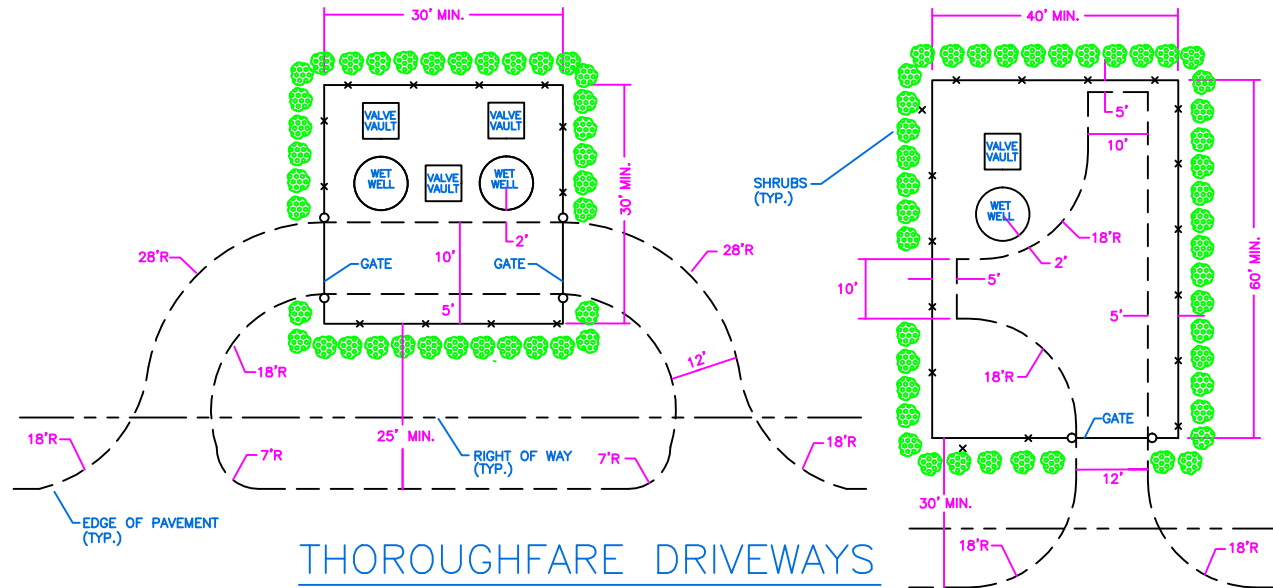 30' MIN.
VALVE
VAULT
VALVE
VAULT
WET
WELL
VALVE
VAULT
WET
WELL
30' MIN.
2'
10'
28'R
28'R
GATE
GATE
5'
18'R
12'
25' MIN.
18'R
7'R
RIGHT OF WAY
(TYP.)
7'R
18'R
EDGE OF PAVEMENT
(TYP.)
THOROUGHFARE DRIVEWAYS
40' MIN.
5'
10'
VALVE
VAULT
SHRUBS
(TYP.)
WET
WELL
18'R
2'
60' MIN.
10'
5'
5'
18'R
GATE
12'
30' MIN.
18'R
18'R